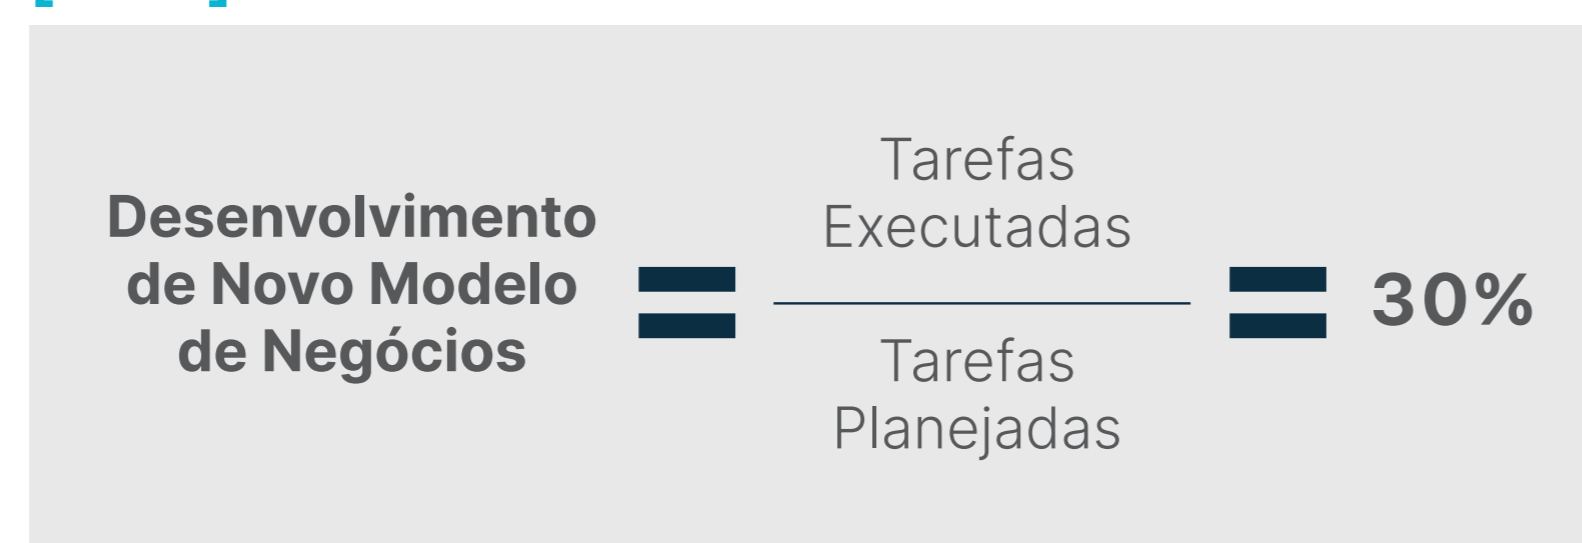 Desenvolvimento
de Novo Modelo
de Negócios
=
Tarefas
Executadas
Tarefas
Planejadas
=
30%